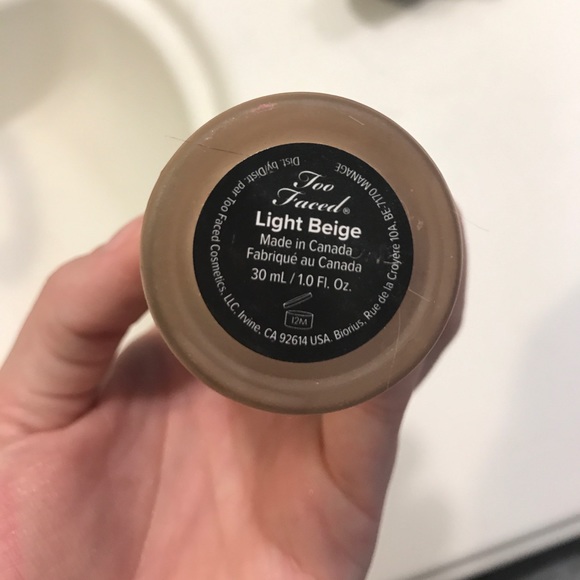 Too
Faced®
Light Beige
Made in Canada
Fabriqué au Canada
30 mL / 1.0 Fl. Oz.
12M
Dist. by/Distr. par Too Faced Cosmetics, LLC, Irvine, CA 92614 USA. Biorius, Rue de la Croyère 10A, BE-7170 MANAGE